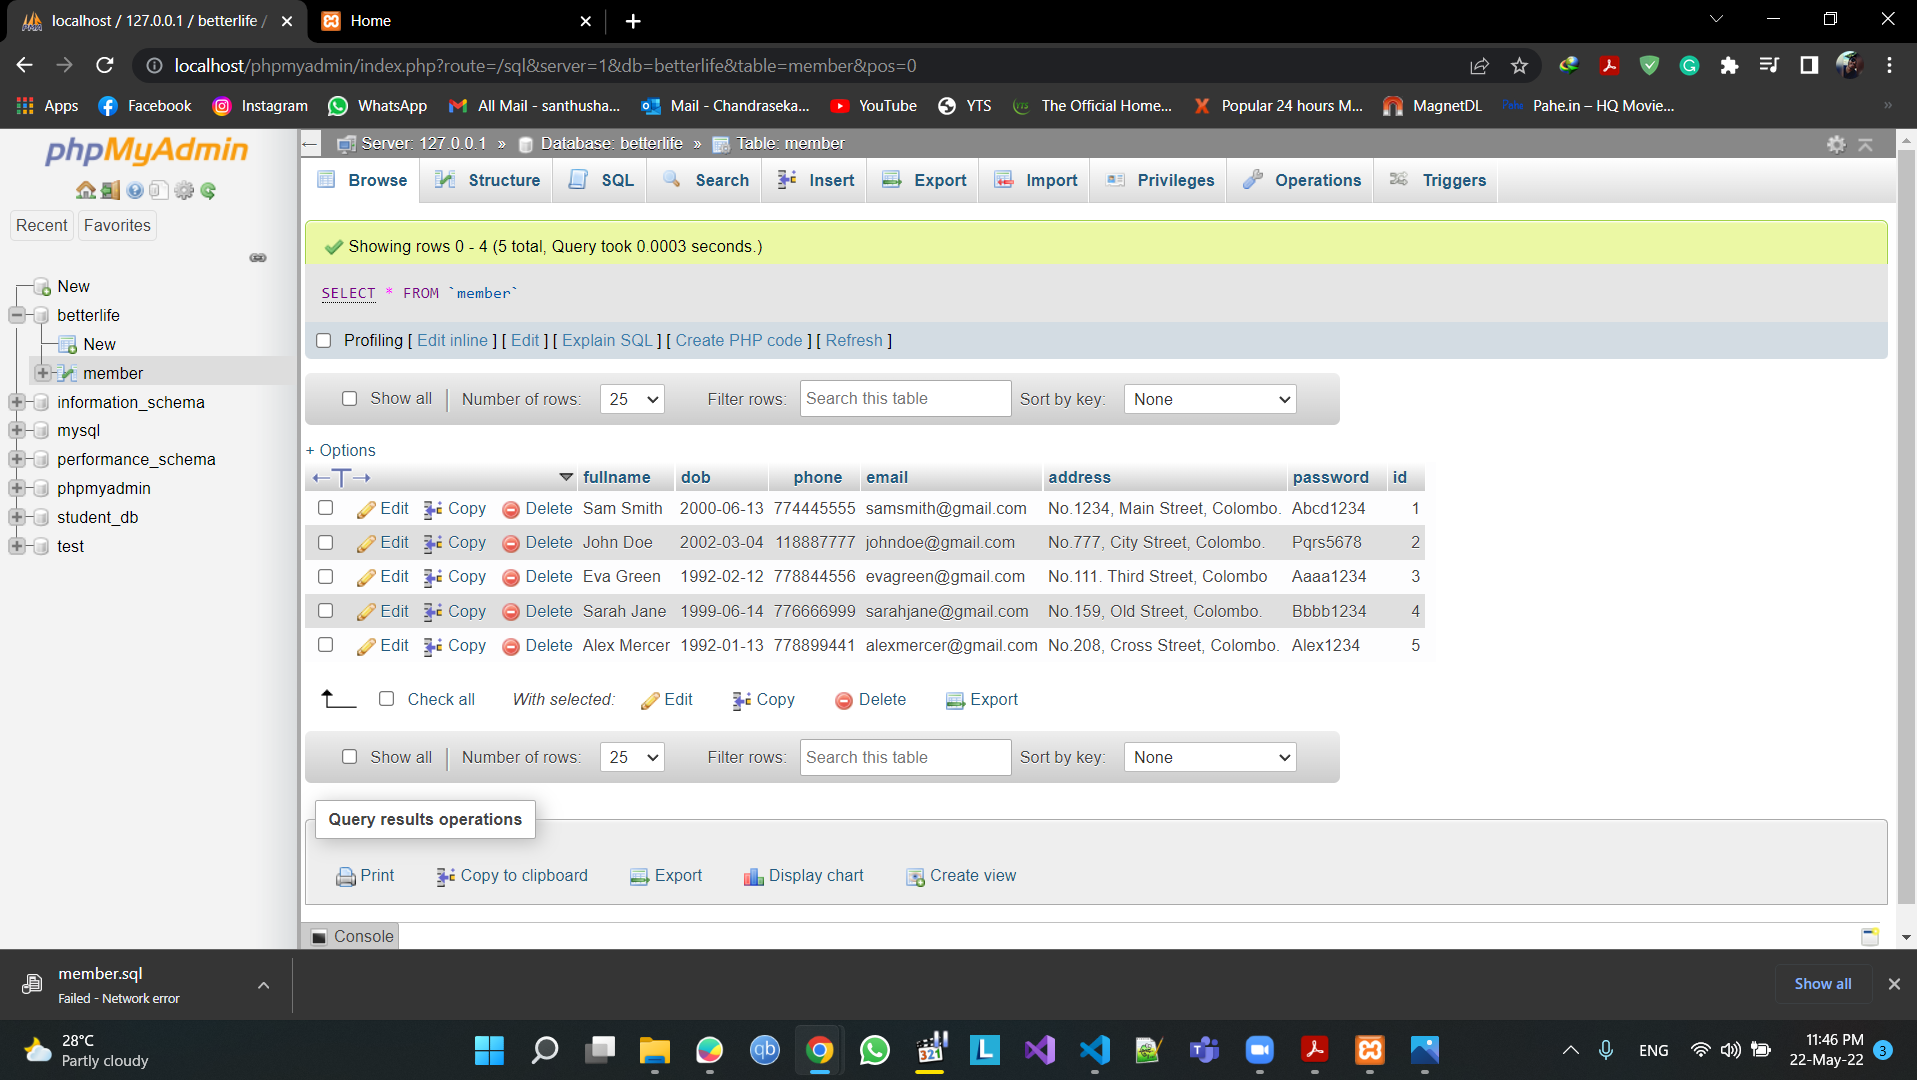 localhost / 127.0.0.1 / betterlife /
Home
localhost/phpmyadmin/index.php?route=/sql&server=1&db=betterlife&table=member&pos=0
Apps Facebook Instagram WhatsApp All Mail - santhusha... Mail - Chandraseka... YouTube YTS The Official Home... Popular 24 hours M... MagnetDL Pahe.in – HQ Movie... »
phpMyAdmin
Recent Favorites
New
betterlife
New
member
information_schema
mysql
performance_schema
phpmyadmin
student_db
test
Server: 127.0.0.1 » Database: betterlife » Table: member
Browse Structure SQL Search Insert Export Import Privileges Operations Triggers
Showing rows 0 - 4 (5 total, Query took 0.0003 seconds.)
SELECT * FROM `member`
Profiling [ Edit inline ] [ Edit ] [ Explain SQL ] [ Create PHP code ] [ Refresh ]
Show all Number of rows: 25 Filter rows: Search this table Sort by key: None
+ Options
fullname dob phone email address password id
Edit Copy Delete Sam Smith 2000-06-13 774445555 samsmith@gmail.com No.1234, Main Street, Colombo. Abcd1234 1
Edit Copy Delete John Doe 2002-03-04 118887777 johndoe@gmail.com No.777, City Street, Colombo. Pqrs5678 2
Edit Copy Delete Eva Green 1992-02-12 778844556 evagreen@gmail.com No.111. Third Street, Colombo Aaaa1234 3
Edit Copy Delete Sarah Jane 1999-06-14 776666999 sarahjane@gmail.com No.159, Old Street, Colombo. Bbbb1234 4
Edit Copy Delete Alex Mercer 1992-01-13 778899441 alexmercer@gmail.com No.208, Cross Street, Colombo. Alex1234 5
Check all With selected: Edit Copy Delete Export
Show all Number of rows: 25 Filter rows: Search this table Sort by key: None
Query results operations
Print Copy to clipboard Export Display chart Create view
Console
member.sql
Failed - Network error
Show all
28°C
Partly cloudy
qb
321
L
ENG
11:46 PM
22-May-22
3